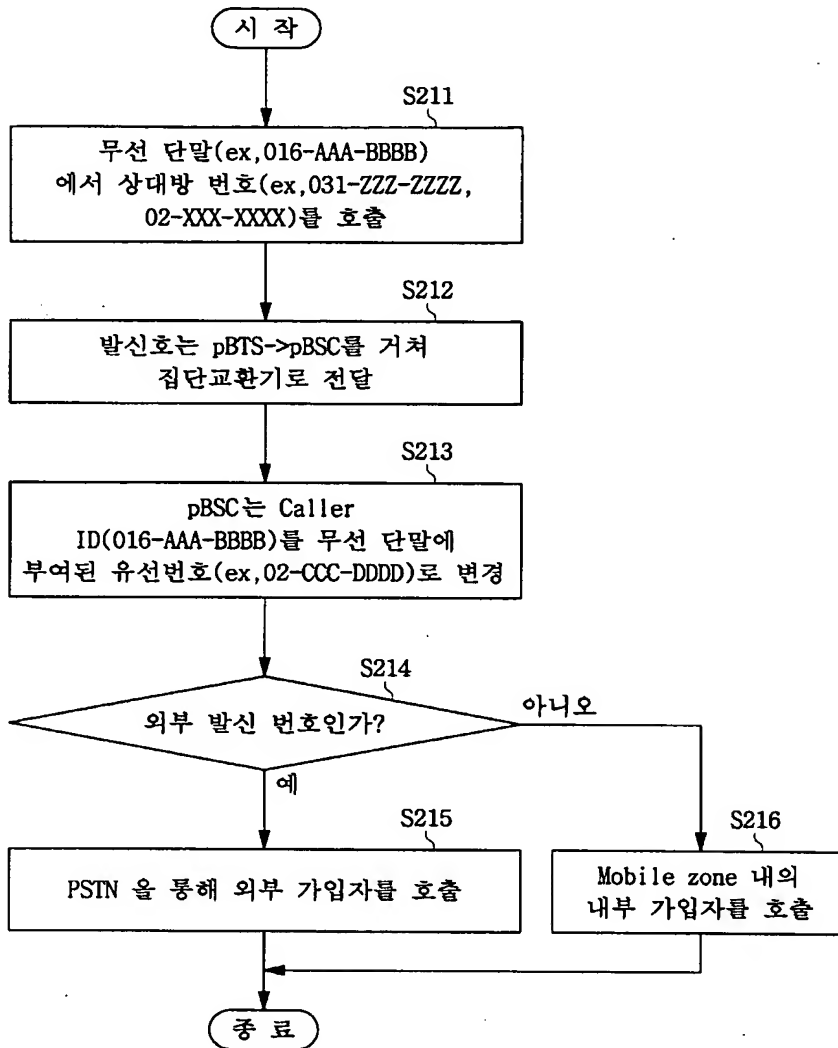 시 작
S211
무선 단말(ex,016-AAA-BBBB)
에서 상대방 번호(ex,031-ZZZ-ZZZZ,
02-XXX-XXXX)를 호출
S212
발신호는 pBTS->pBSC를 거쳐
집단교환기로 전달
S213
pBSC는 Caller
ID(016-AAA-BBBB)를 무선 단말에
부여된 유선번호(ex,02-CCC-DDDD)로 변경
S214
외부 발신 번호인가?
아니오
예
S215
PSTN 을 통해 외부 가입자를 호출
S216
Mobile zone 내의
내부 가입자를 호출
종 료